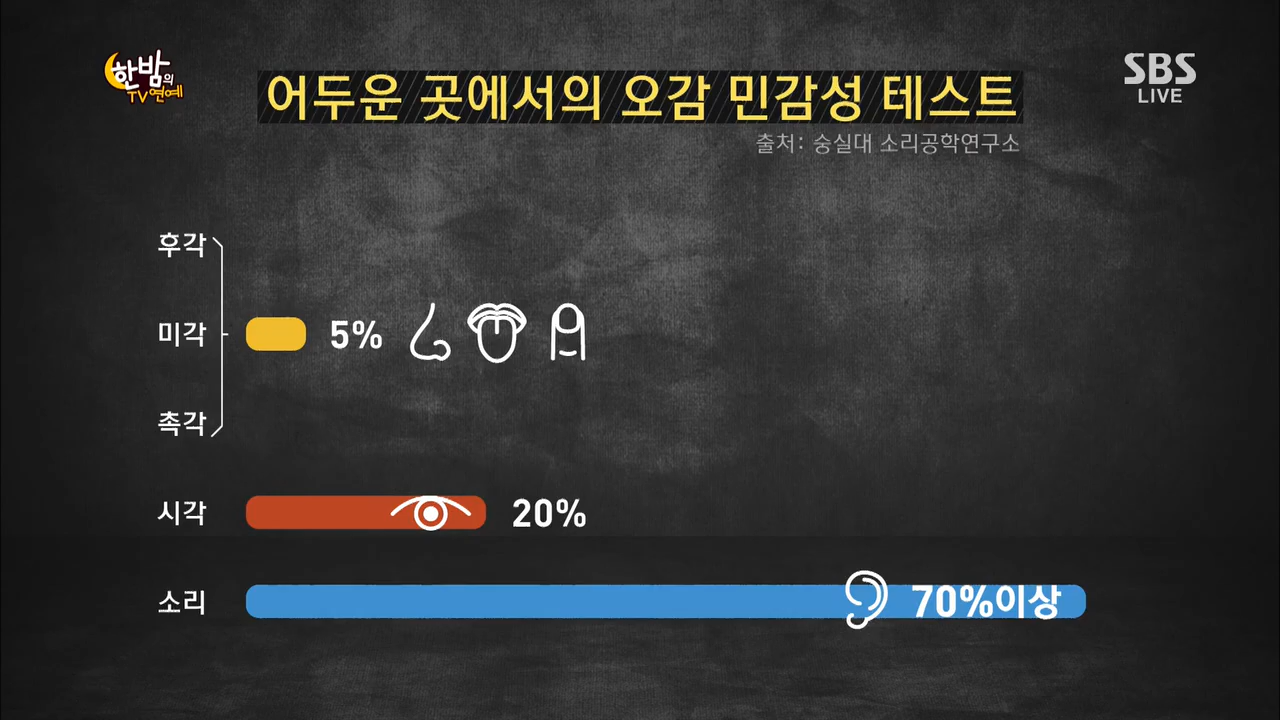 한밤의
TV연예
SBS
LIVE
어두운 곳에서의 오감 민감성 테스트
출처: 숭실대 소리공학연구소
후각
미각
5%
촉각
시각
20%
소리
70%이상